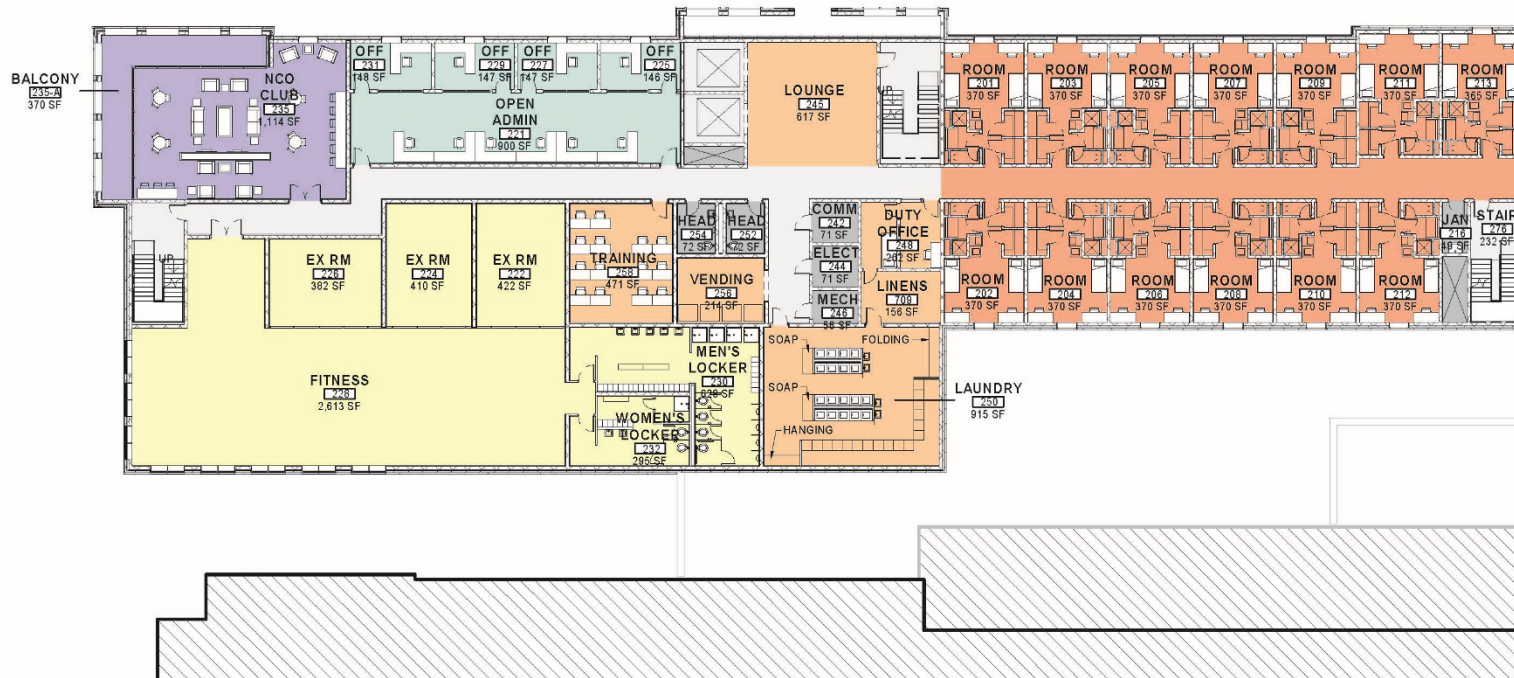 BALCONY
235-A
370 SF
NCO
CLUB
235
1,114 SF
OFF
231
148 SF
OFF
229
147 SF
OFF
227
147 SF
OFF
225
146 SF
OPEN
ADMIN
221
900 SF
LOUNGE
245
617 SF
UP
ROOM
201
370 SF
ROOM
203
370 SF
ROOM
205
370 SF
ROOM
207
370 SF
ROOM
209
370 SF
ROOM
211
370 SF
ROOM
213
365 SF
UP
EX RM
226
382 SF
EX RM
224
410 SF
EX RM
222
422 SF
TRAINING
258
471 SF
HEAD
254
72 SF
HEAD
252
72 SF
VENDING
256
214 SF
COMM
242
71 SF
ELECT
244
71 SF
MECH
246
56 SF
DUTY
OFFICE
248
262 SF
LINENS
709
156 SF
ROOM
202
370 SF
ROOM
204
370 SF
ROOM
206
370 SF
ROOM
208
370 SF
ROOM
210
370 SF
ROOM
212
370 SF
JAN
216
49 SF
STAIR
276
232 SF
FITNESS
228
2,613 SF
MEN'S
LOCKER
230
WOMEN'S
LOCKER
232
295 SF
SOAP
FOLDING
SOAP
HANGING
LAUNDRY
250
915 SF